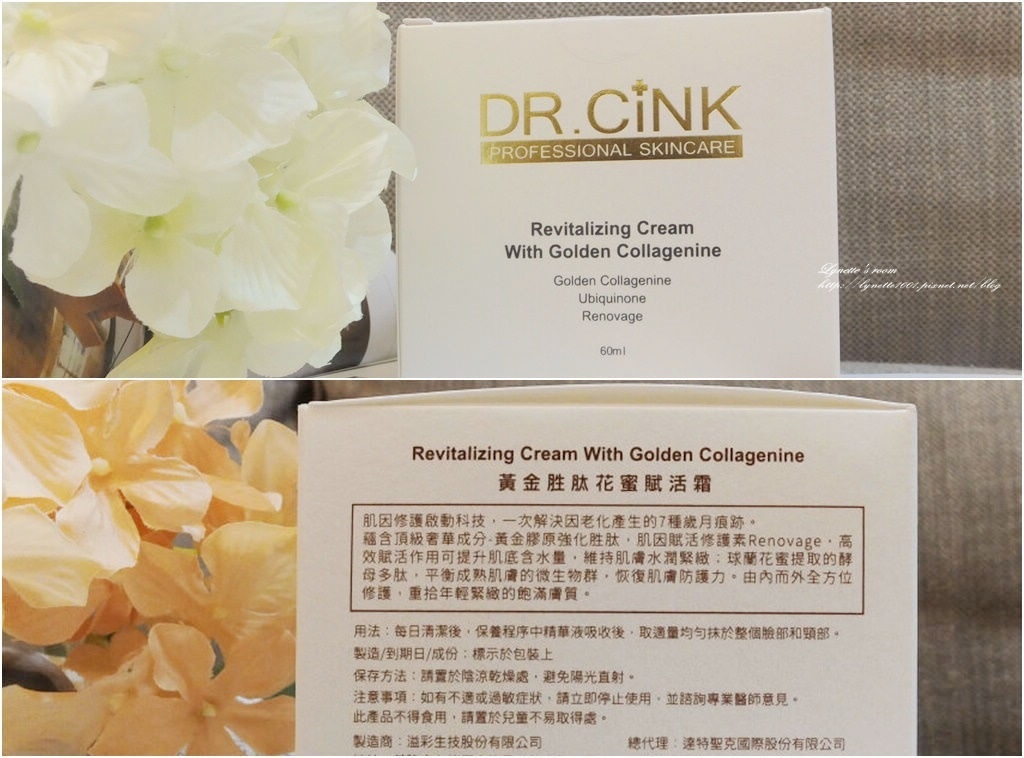 DR.CiNK
PROFESSIONAL SKINCARE
Revitalizing Cream
With Golden Collagenine
Golden Collagenine
Ubiquinone
Renovage
60ml
Lynette's room
http://lynette1001.pixnet.net/blog
Revitalizing Cream With Golden Collagenine
黃金胜肽花蜜賦活霜
肌因修護啟動科技，一次解決因老化產生的7種歲月痕跡。
蘊含頂級奢華成分-黃金膠原強化胜肽，肌因賦活修護素Renovage，高
效賦活作用可提升肌底含水量，維持肌膚水潤緊緻；球蘭花蜜提取的酵
母多肽，平衡成熟肌膚的微生物群，恢復肌膚防護力。由內而外全方位
修護，重拾年輕緊緻的飽滿膚質。
用法：每日清潔後，保養程序中精華液吸收後，取適量均勻抹於整個臉部和頸部。
製造/到期日/成份：標示於包裝上
保存方法：請置於陰涼乾燥處，避免陽光直射。
注意事項：如有不適或過敏症狀，請立即停止使用，並諮詢專業醫師意見。
此產品不得食用，請置於兒童不易取得處。
製造商：溢彩生技股份有限公司 總代理：達特聖克國際股份有限公司